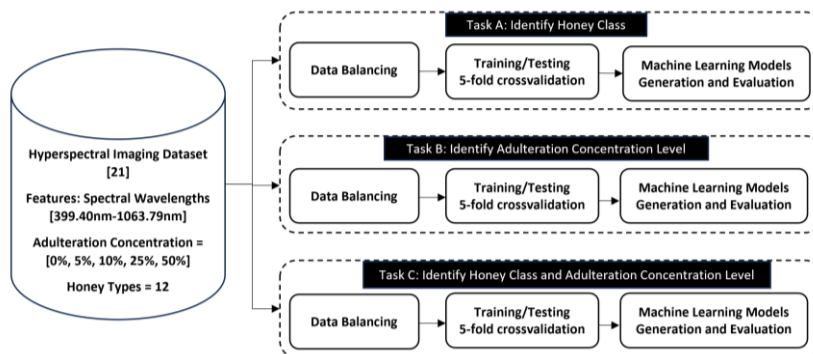 Hyperspectral Imaging Dataset
[21]
Features: Spectral Wavelengths
[399.40nm-1063.79nm]
Adulteration Concentration =
[0%, 5%, 10%, 25%, 50%]
Honey Types = 12
Task A: Identify Honey Class
Data Balancing
Training/Testing
5-fold crossvalidation
Machine Learning Models
Generation and Evaluation
Task B: Identify Adulteration Concentration Level
Data Balancing
Training/Testing
5-fold crossvalidation
Machine Learning Models
Generation and Evaluation
Task C: Identify Honey Class and Adulteration Concentration Level
Data Balancing
Training/Testing
5-fold crossvalidation
Machine Learning Models
Generation and Evaluation